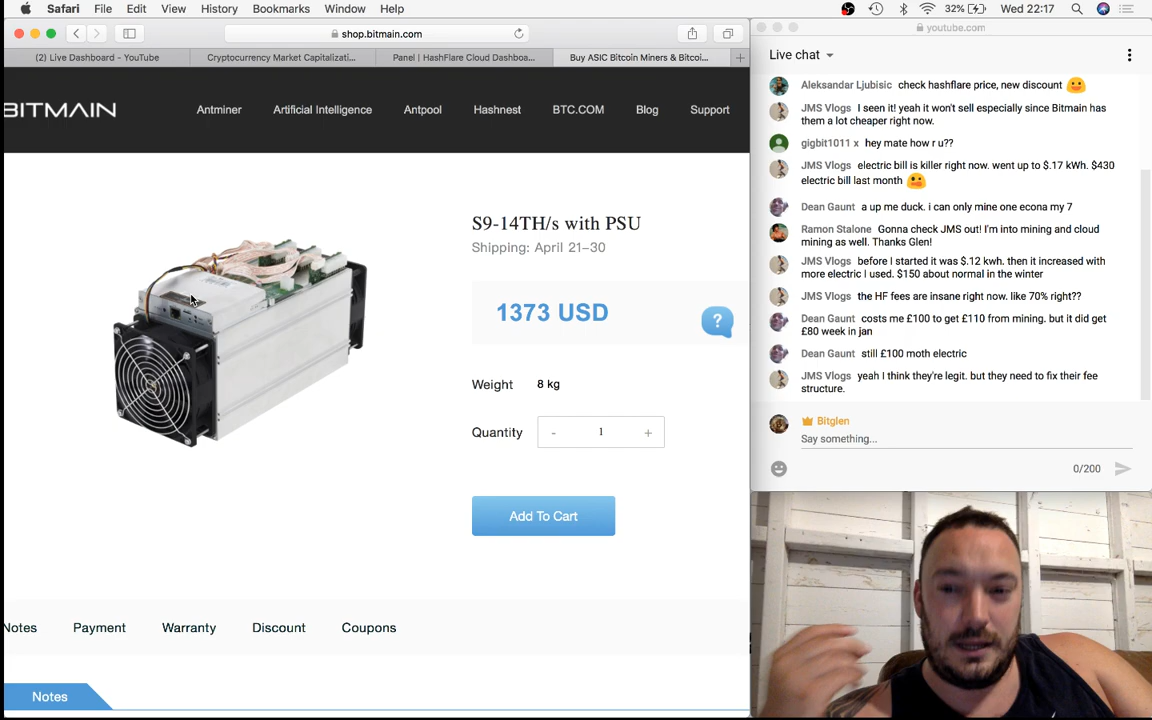 Safari File Edit View History Bookmarks Window Help 32% Wed 22:17
shop.bitmain.com
youtube.com
(2) Live Dashboard - YouTube
Cryptocurrency Market Capitalizati...
Panel | HashFlare Cloud Dashboa...
Buy ASIC Bitcoin Miners & Bitcoi...
BITMAIN
Antminer
Artificial Intelligence
Antpool
Hashnest
BTC.COM
Blog
Support
S9-14TH/s with PSU
Shipping: April 21–30
1373 USD
?
Weight 8 kg
Quantity - 1 +
Add To Cart
Notes
Payment
Warranty
Discount
Coupons
Notes
Live chat
Aleksandar Ljubisic check hashflare price, new discount
JMS Vlogs I seen it! yeah it won't sell especially since Bitmain has
them a lot cheaper right now.
gigbit1011 x hey mate how r u??
JMS Vlogs electric bill is killer right now. went up to $.17 kWh. $430
electric bill last month
Dean Gaunt a up me duck. i can only mine one econa my 7
Ramon Stalone Gonna check JMS out! I'm into mining and cloud
mining as well. Thanks Glen!
JMS Vlogs before I started it was $.12 kwh. then it increased with
more electric I used. $150 about normal in the winter
JMS Vlogs the HF fees are insane right now. like 70% right??
Dean Gaunt costs me £100 to get £110 from mining. but it did get
£80 week in jan
Dean Gaunt still £100 moth electric
JMS Vlogs yeah I think they're legit. but they need to fix their fee
structure.
Bitglen
Say something...
0/200